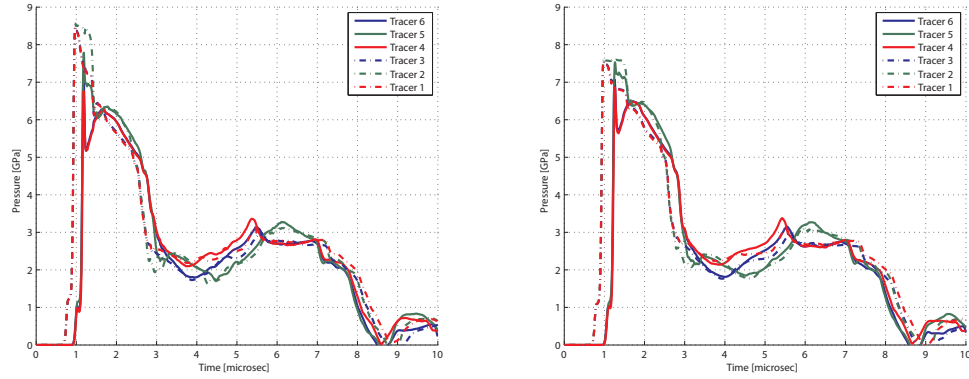 9
8
7
6
5
4
3
2
1
0
Pressure [GPa]
0 1 2 3 4 5 6 7 8 9 10
Time [microsec]
Tracer 6
Tracer 5
Tracer 4
Tracer 3
Tracer 2
Tracer 1
9
8
7
6
5
4
3
2
1
0
Pressure [GPa]
0 1 2 3 4 5 6 7 8 9 10
Time [microsec]
Tracer 6
Tracer 5
Tracer 4
Tracer 3
Tracer 2
Tracer 1